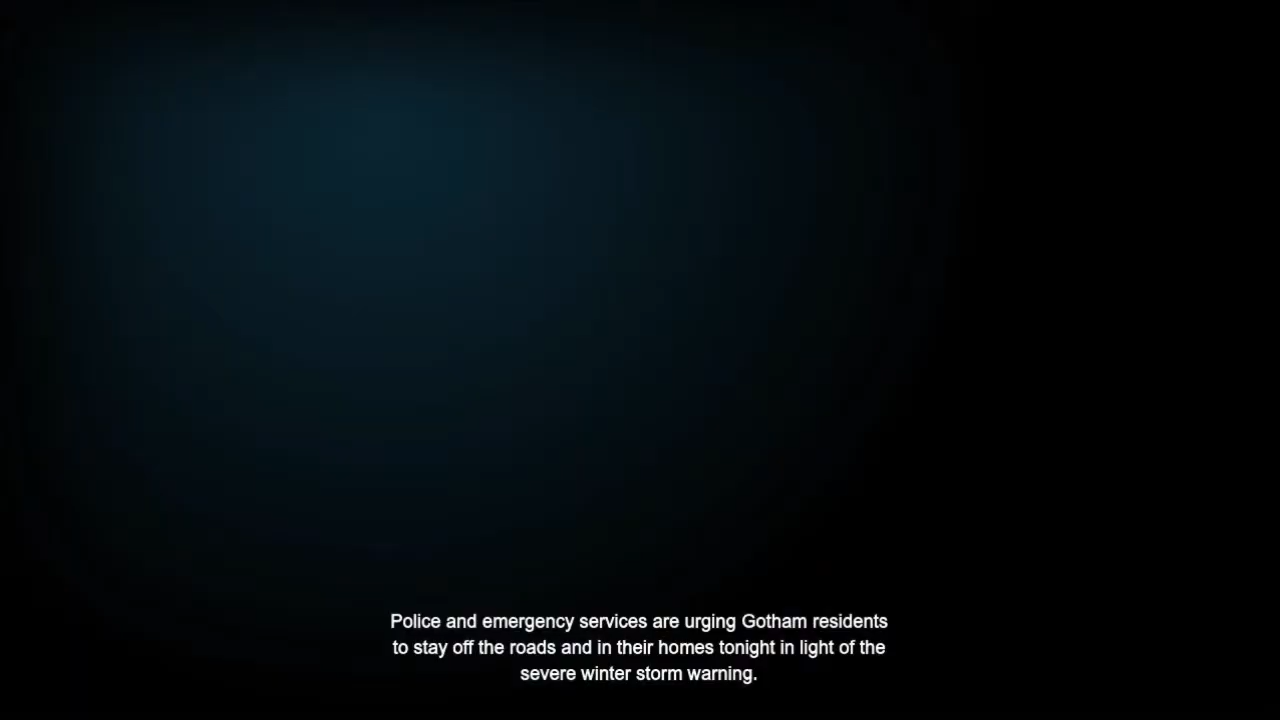 Police and emergency services are urging Gotham residents
to stay off the roads and in their homes tonight in light of the
severe winter storm warning.